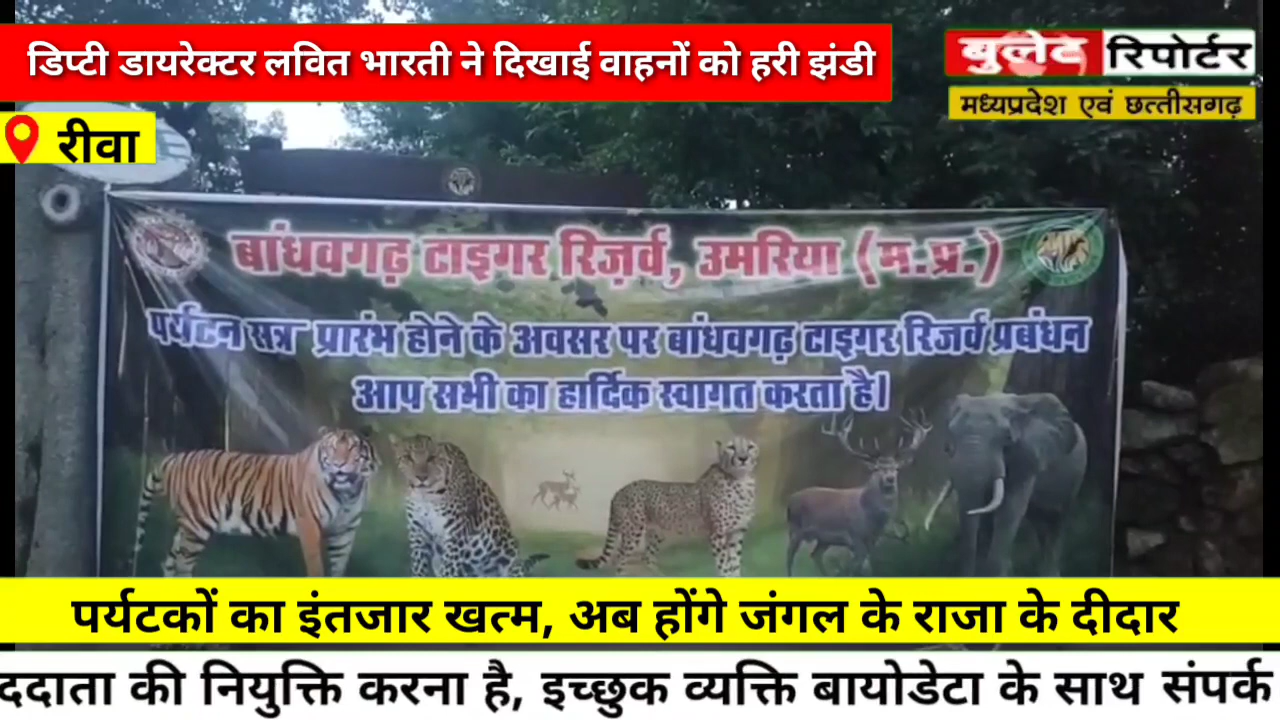 डिप्टी डायरेक्टर लवित भारती ने दिखाई वाहनों को हरी झंडी
बुलेट रिपोर्टर
मध्यप्रदेश एवं छत्तीसगढ़
रीवा
बांधवगढ़ टाइगर रिज़र्व, उमरिया (म.प्र.)
पर्यटन सत्र प्रारंभ होने के अवसर पर बांधवगढ़ टाइगर रिजर्व प्रबंधन
आप सभी का हार्दिक स्वागत करता है।
पर्यटकों का इंतजार खत्म, अब होंगे जंगल के राजा के दीदार
ददाता की नियुक्ति करना है, इच्छुक व्यक्ति बायोडेटा के साथ संपर्क